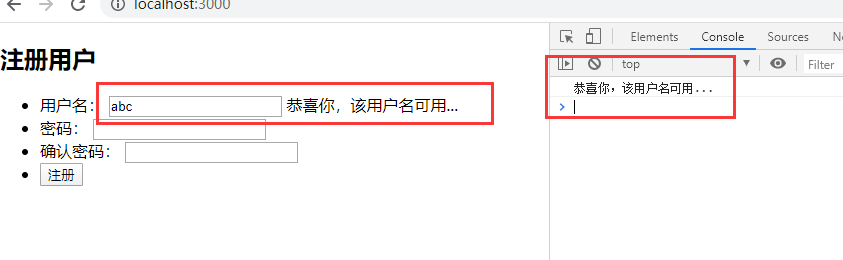 localhost:3000
Elements Console Sources
top Filter
注册用户
用户名： abc 恭喜你，该用户名可用...
密码：
确认密码：
注册
恭喜你，该用户名可用...
>